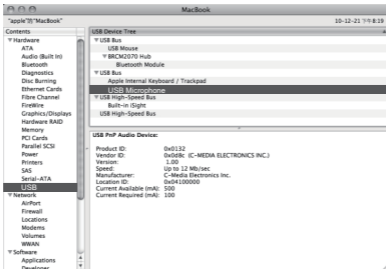 MacBook
"apple"的"MacBook"
10-12-21 下午8:19
Contents
▼Hardware
ATA
Audio (Built In)
Bluetooth
Diagnostics
Disc Burning
Ethernet Cards
Fibre Channel
FireWire
Graphics/Displays
Hardware RAID
Memory
PCI Cards
Parallel SCSI
Power
Printers
SAS
Serial-ATA
USB
▼Network
AirPort
Firewall
Locations
Modems
Volumes
WWAN
▼Software
Applications
Developer
USB Device Tree
▼USB Bus
USB Mouse
▼BRCM2070 Hub
Bluetooth Module
▼USB Bus
Apple Internal Keyboard / Trackpad
USB Microphone
▼USB High-Speed Bus
Built-in iSight
USB High-Speed Bus
USB PnP Audio Device:
Product ID: 0x0132
Vendor ID: 0x0d8c (C-MEDIA ELECTRONICS INC.)
Version: 1.00
Speed: Up to 12 Mb/sec
Manufacturer: C-Media Electronics Inc.
Location ID: 0x04100000
Current Available (mA): 500
Current Required (mA): 100